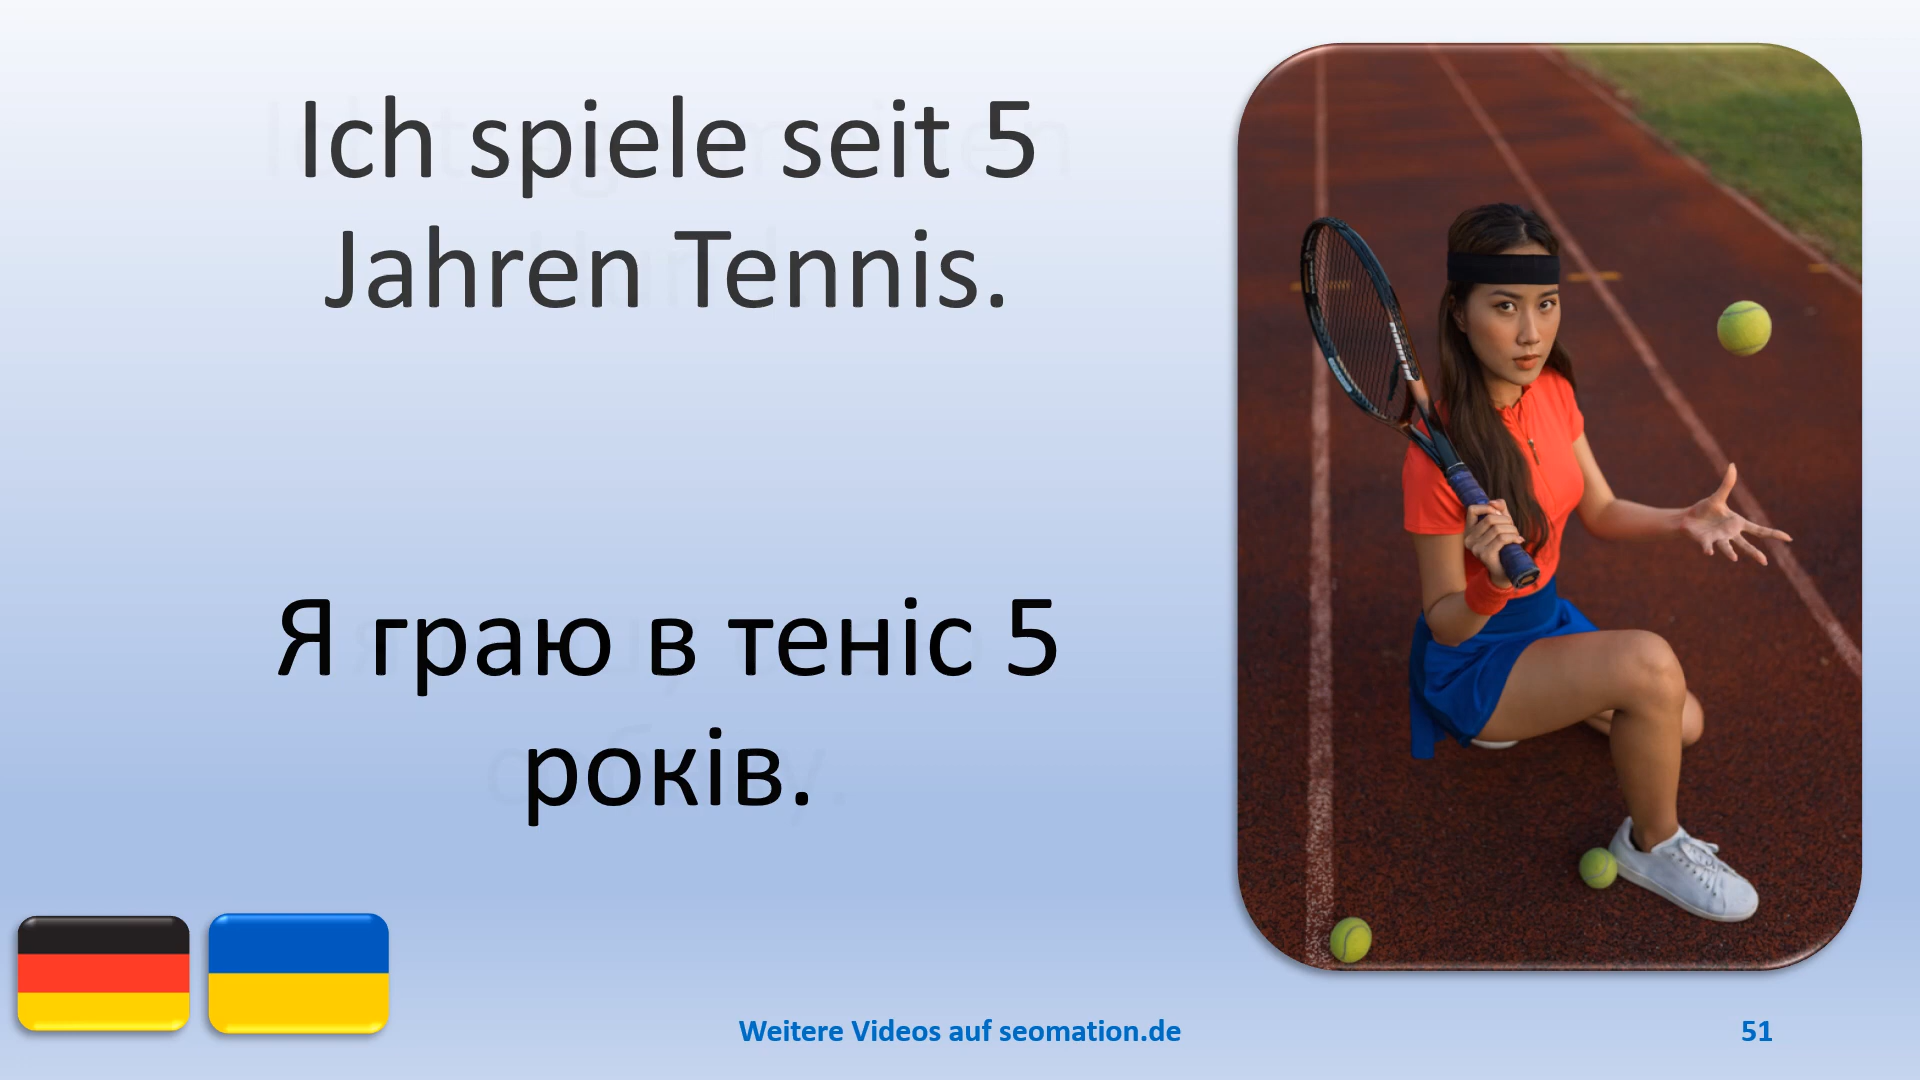 Ich spiele seit 5
Jahren Tennis.
Я граю в теніс 5
років.
Weitere Videos auf seomation.de
51